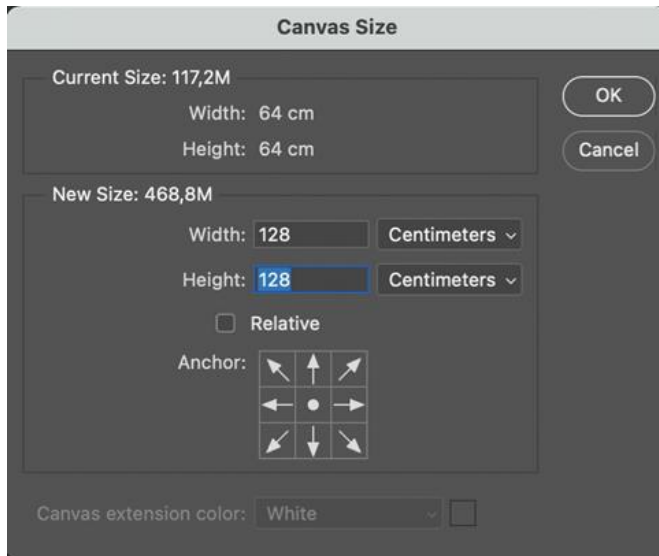 Canvas Size
Current Size: 117,2M
Width: 64 cm
Height: 64 cm
OK
Cancel
New Size: 468,8M
Width: 128 Centimeters
Height: 128 Centimeters
Relative
Anchor:
Canvas extension color: White